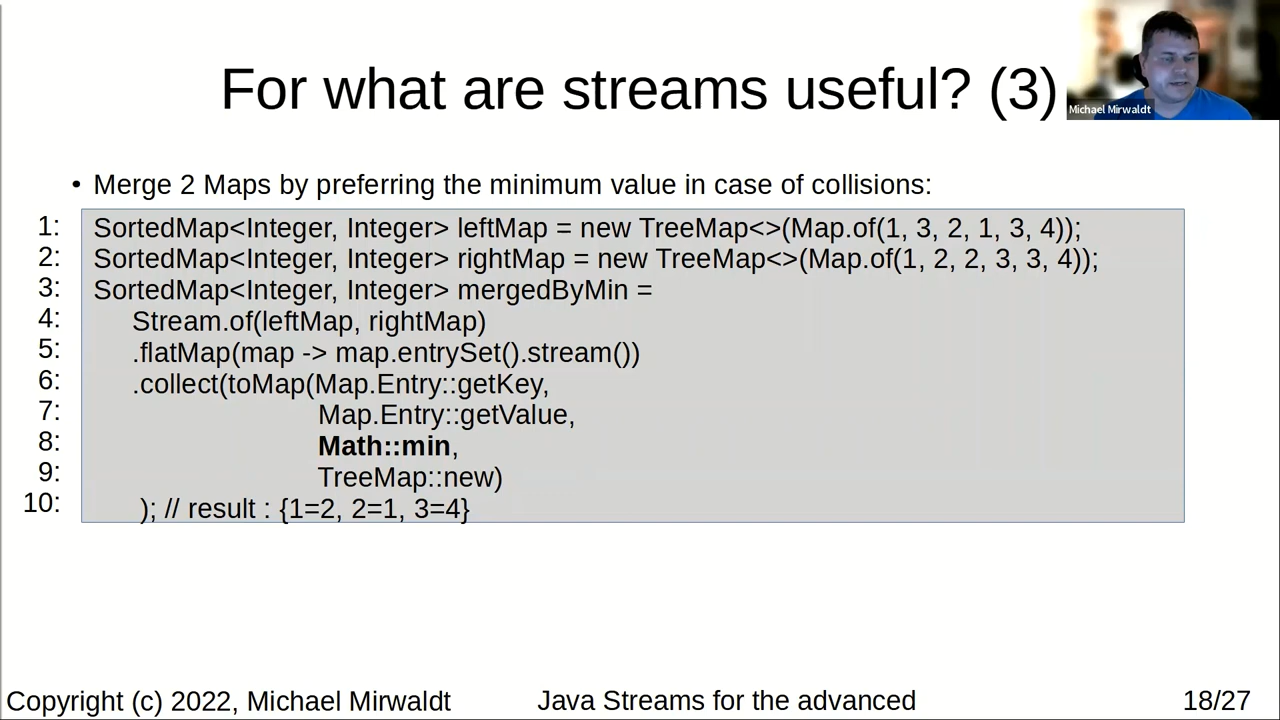 For what are streams useful? (3)
Michael Mirwaldt
• Merge 2 Maps by preferring the minimum value in case of collisions:
1: SortedMap<Integer, Integer> leftMap = new TreeMap<>(Map.of(1, 3, 2, 1, 3, 4));
2: SortedMap<Integer, Integer> rightMap = new TreeMap<>(Map.of(1, 2, 2, 3, 3, 4));
3: SortedMap<Integer, Integer> mergedByMin =
4: Stream.of(leftMap, rightMap)
5: .flatMap(map -> map.entrySet().stream())
6: .collect(toMap(Map.Entry::getKey,
7: Map.Entry::getValue,
8: Math::min,
9: TreeMap::new)
10: ); // result : {1=2, 2=1, 3=4}
Copyright (c) 2022, Michael Mirwaldt
Java Streams for the advanced
18/27